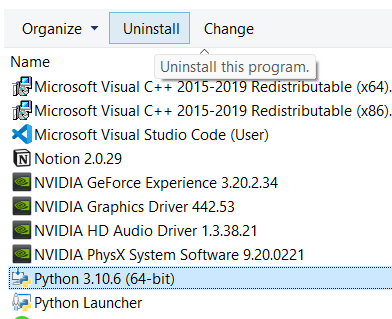 Organize Uninstall Change
Uninstall this program.
Name
Microsoft Visual C++ 2015-2019 Redistributable (x64).
Microsoft Visual C++ 2015-2019 Redistributable (x86).
Microsoft Visual Studio Code (User)
Notion 2.0.29
NVIDIA GeForce Experience 3.20.2.34
NVIDIA Graphics Driver 442.53
NVIDIA HD Audio Driver 1.3.38.21
NVIDIA PhysX System Software 9.20.0221
Python 3.10.6 (64-bit)
Python Launcher